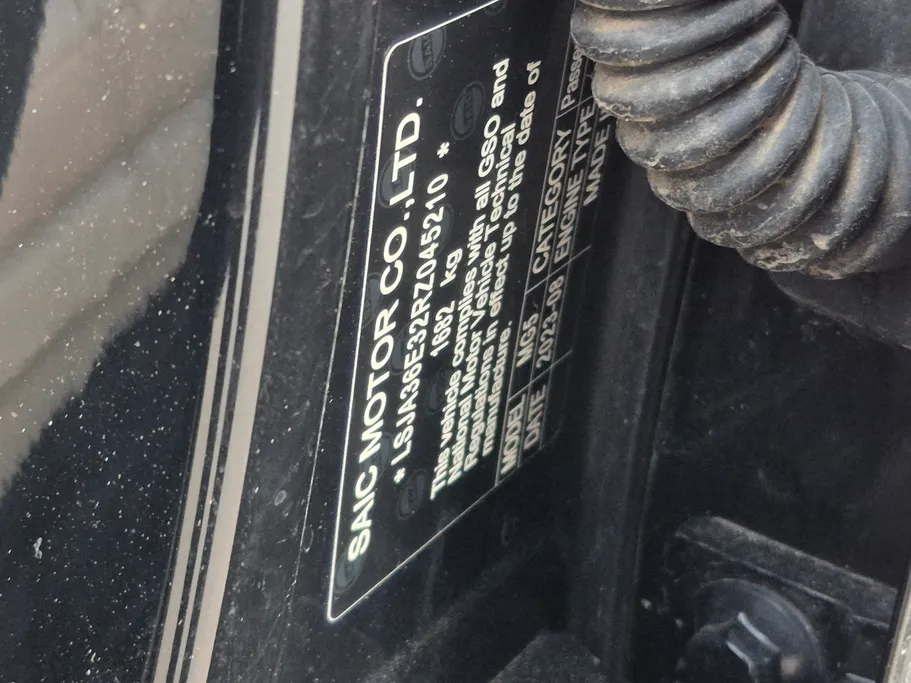 SAIC MOTOR CO.,LTD.
* LSJA36E32RZ045210 *
1682 kg
This vehicle complies with all GSO and
National Motor Vehicle Technical
Regulations in effect up to the date of
manufacture.
MODEL MG5 CATEGORY
DATE 2023-08 ENGINE TYPE
MADE